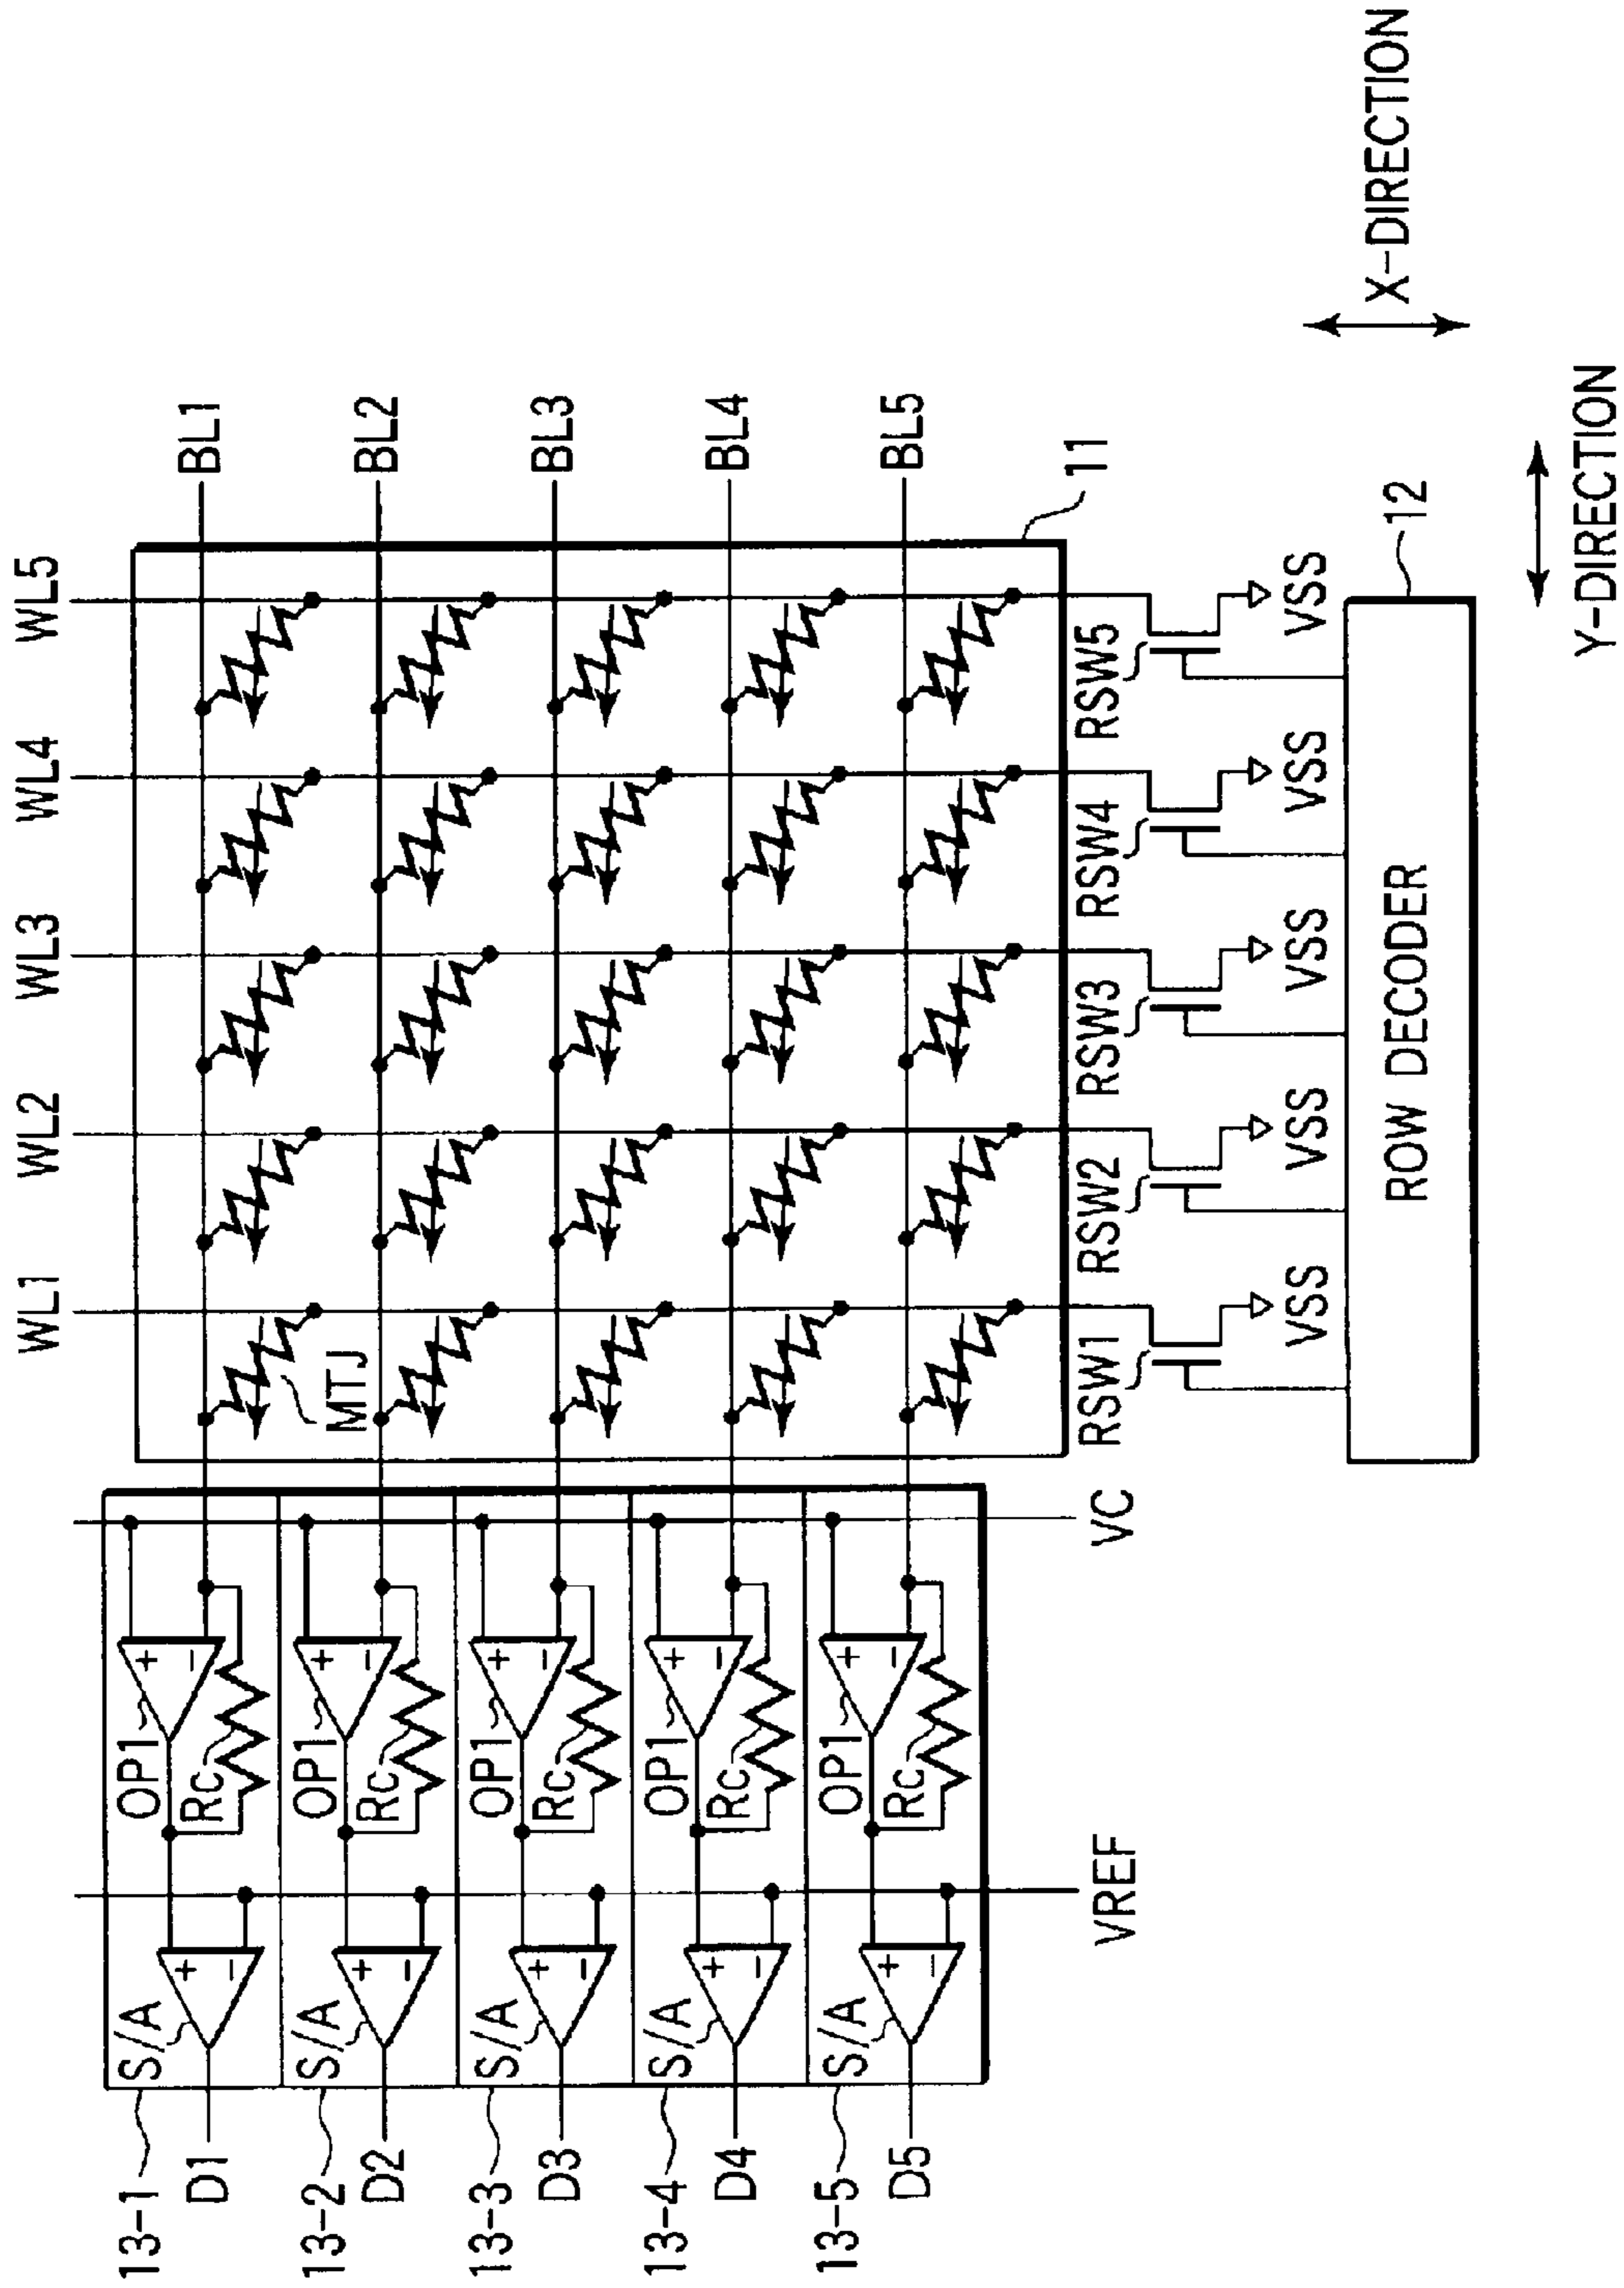 WL1
WL2
WL3
WL4
WL5
BL1
BL2
BL3
BL4
BL5
MTJ
11
13-1
S/A
OP1
Rc
+
-
+
-
D1
13-2
S/A
OP1
Rc
+
-
+
-
D2
13-3
S/A
OP1
Rc
+
-
+
-
D3
13-4
S/A
OP1
Rc
+
-
+
-
D4
13-5
S/A
OP1
Rc
+
-
+
-
D5
VREF
VC
RSW1
RSW2
RSW3
RSW4
RSW5
VSS
VSS
VSS
VSS
VSS
12
ROW DECODER
X-DIRECTION
Y-DIRECTION